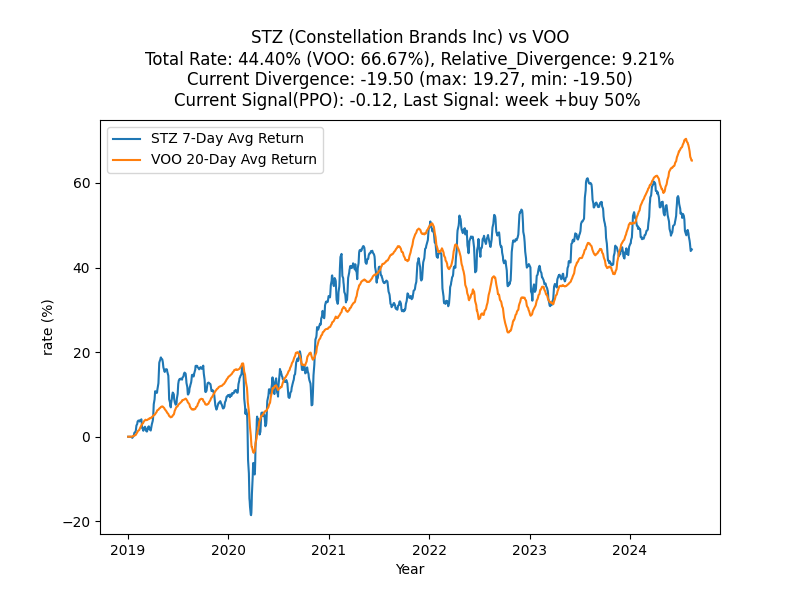 STZ (Constellation Brands Inc) vs VOO
Total Rate: 44.40% (VOO: 66.67%), Relative_Divergence: 9.21%
Current Divergence: -19.50 (max: 19.27, min: -19.50)
Current Signal(PPO): -0.12, Last Signal: week +buy 50%
STZ 7-Day Avg Return
VOO 20-Day Avg Return
60
40
20
0
−20
rate (%)
2019
2020
2021
2022
2023
2024
Year